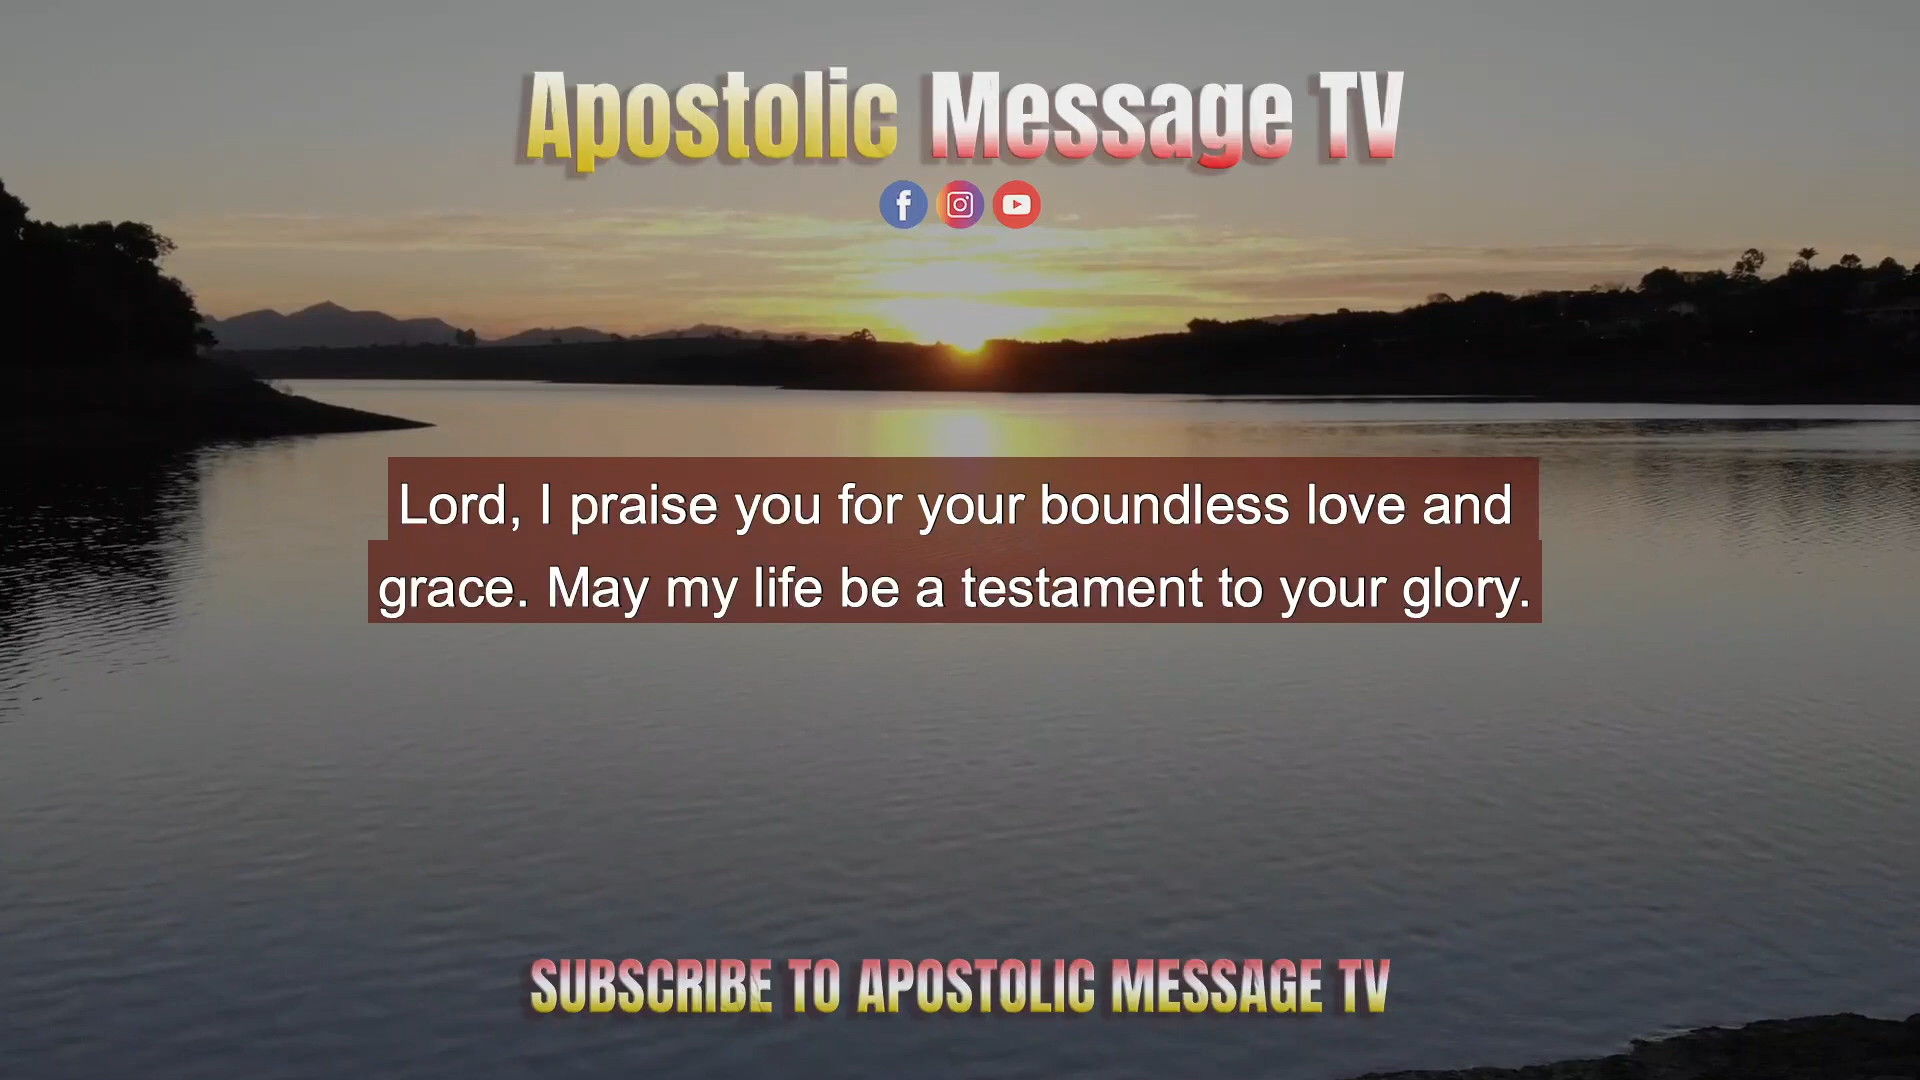 Apostolic Message TV
Lord, I praise you for your boundless love and
grace. May my life be a testament to your glory.
SUBSCRIBE TO APOSTOLIC MESSAGE TV